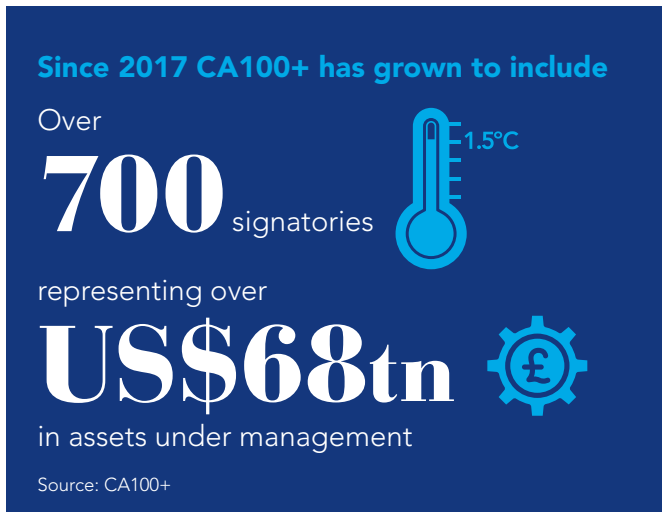 Since 2017 CA100+ has grown to include
Over
1.5°C
700 signatories
representing over
US$68tn
£
in assets under management
Source: CA100+